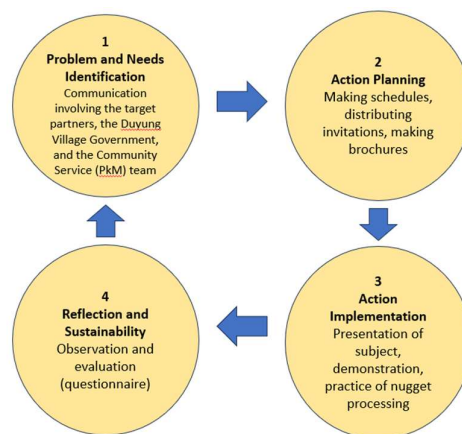 1
Problem and Needs
Identification
Communication
involving the target
partners, the Duyung
Village Government,
and the Community
Service (PkM) team
2
Action Planning
Making schedules,
distributing
invitations, making
brochures
3
Action
Implementation
Presentation of
subject,
demonstration,
practice of nugget
processing
4
Reflection and
Sustainability
Observation and
evaluation
(questionnaire)